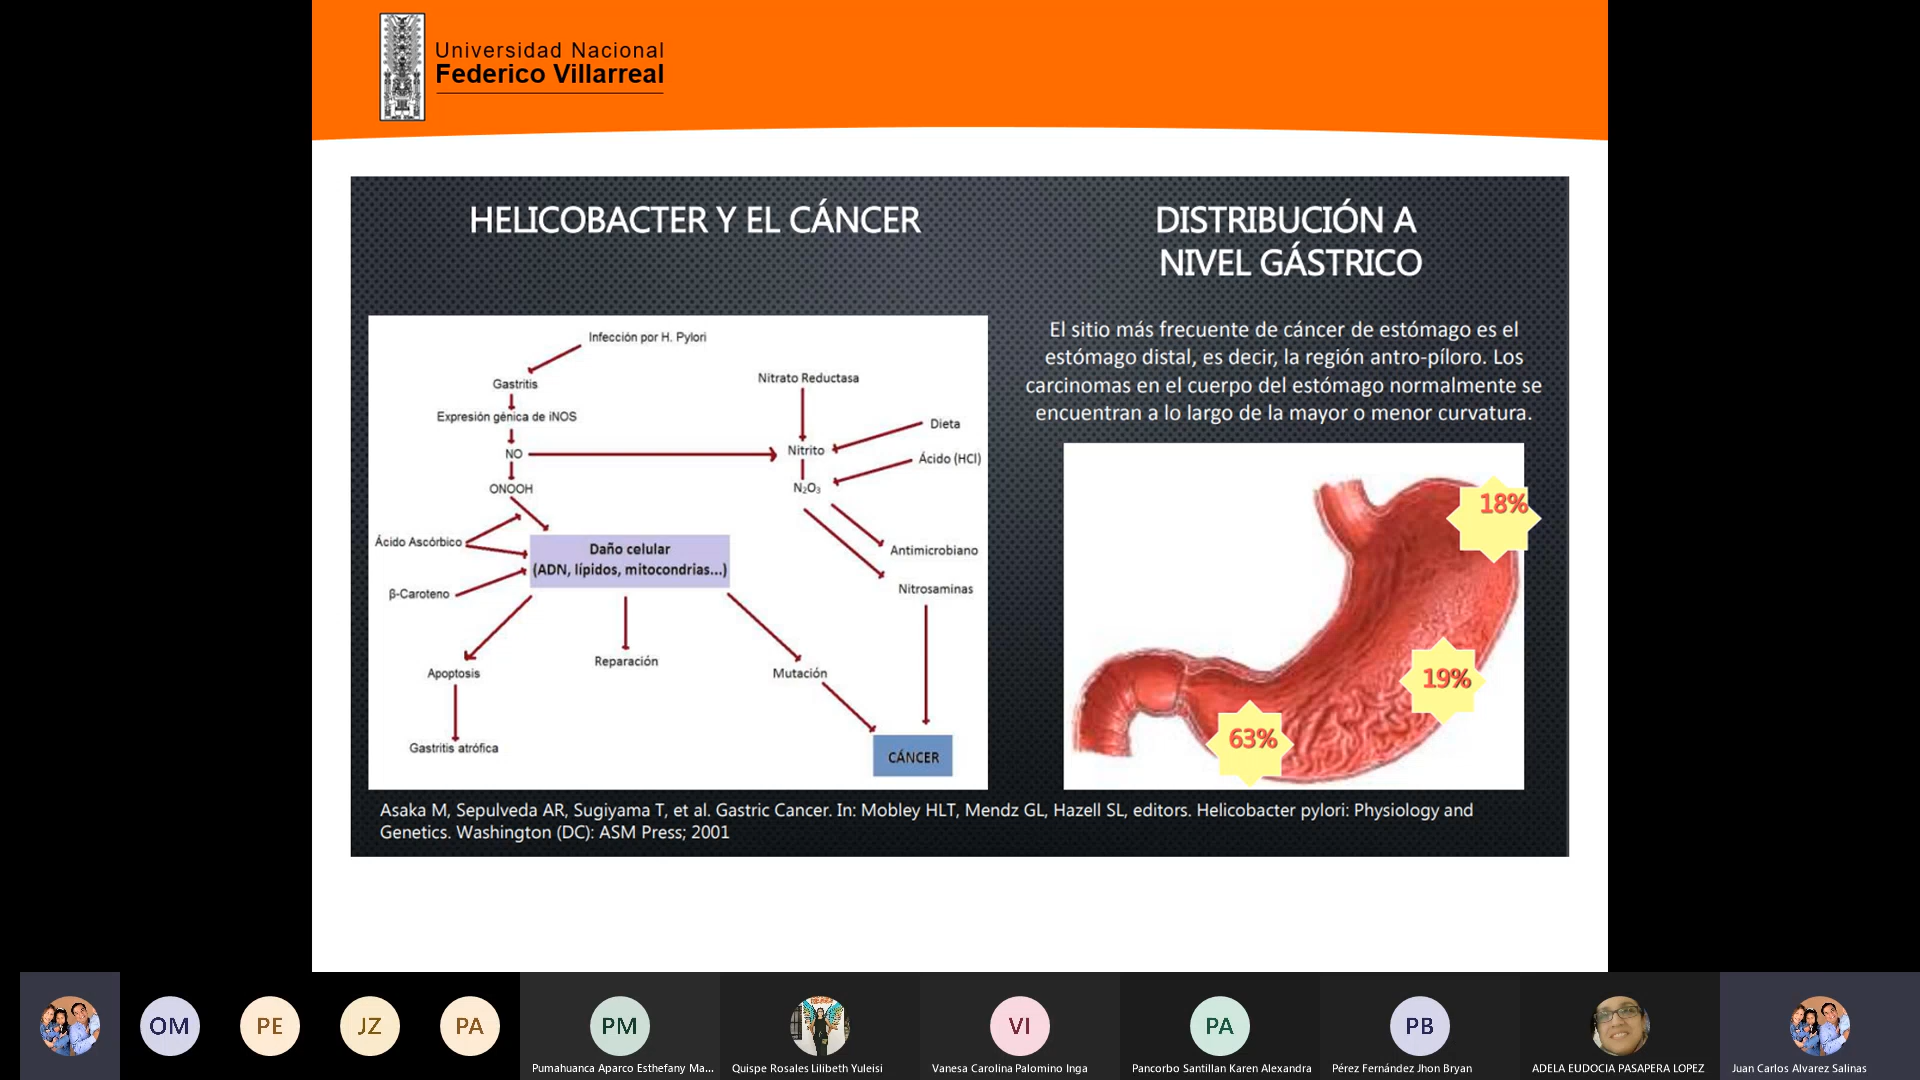 Universidad Nacional
Federico Villarreal
HELICOBACTER Y EL CÁNCER
Infección por H. Pylori
Gastritis
Nitrato Reductasa
Expresión génica de iNOS
Dieta
NO
Nitrito
Ácido (HCl)
ONOOH
N₂O₃
Ácido Ascórbico
Daño celular
(ADN, lípidos, mitocondrias...)
Antimicrobiano
β-Caroteno
Nitrosaminas
Apoptosis
Reparación
Mutación
Gastritis atrófica
CÁNCER
DISTRIBUCIÓN A
NIVEL GÁSTRICO
El sitio más frecuente de cáncer de estómago es el
estómago distal, es decir, la región antro-píloro. Los
carcinomas en el cuerpo del estómago normalmente se
encuentran a lo largo de la mayor o menor curvatura.
18%
19%
63%
Asaka M, Sepulveda AR, Sugiyama T, et al. Gastric Cancer. In: Mobley HLT, Mendz GL, Hazell SL, editors. Helicobacter pylori: Physiology and
Genetics. Washington (DC): ASM Press; 2001
OM
PE
JZ
PA
PM
VI
PA
PB
Pumahuanca Aparco Esthefany Ma...
Quispe Rosales Lilibeth Yuleisi
Vanesa Carolina Palomino Inga
Pancorbo Santillan Karen Alexandra
Pérez Fernández Jhon Bryan
ADELA EUDOCIA PASAPERA LOPEZ
Juan Carlos Alvarez Salinas